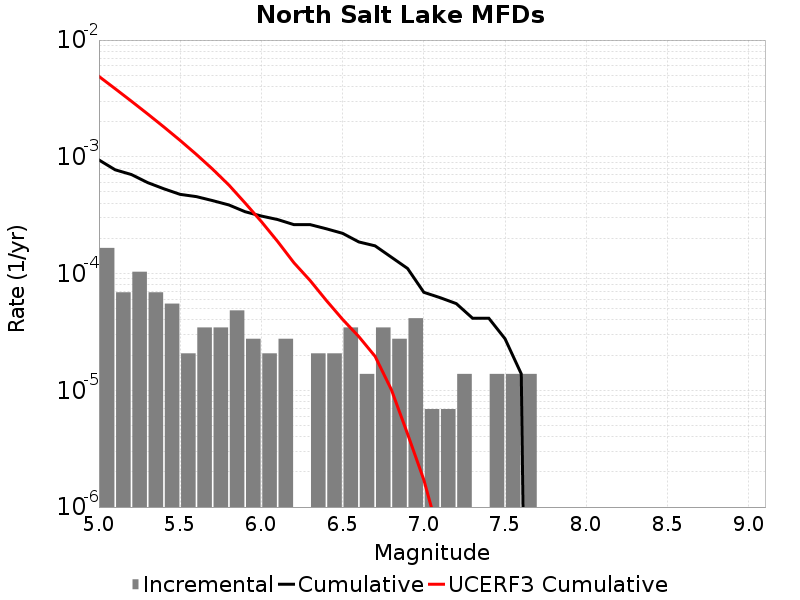 North Salt Lake MFDs
10-2
10-3
10-4
10-5
10-6
Rate (1/yr)
5.0 5.5 6.0 6.5 7.0 7.5 8.0 8.5 9.0
Magnitude
Incremental Cumulative UCERF3 Cumulative